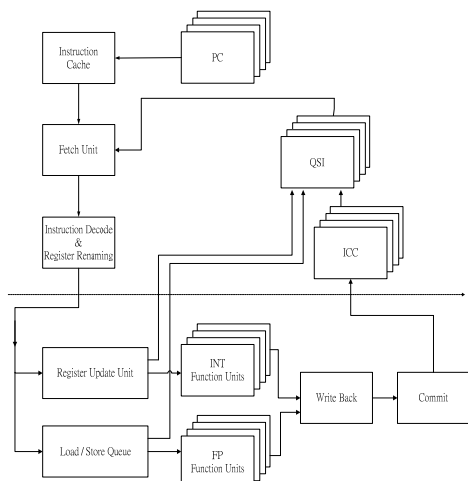 Instruction
Cache
PC
Fetch Unit
QSI
Instruction Decode
&
Register Renaming
ICC
Register Update Unit
INT
Function Units
Write Back
Commit
Load / Store Queue
FP
Function Units